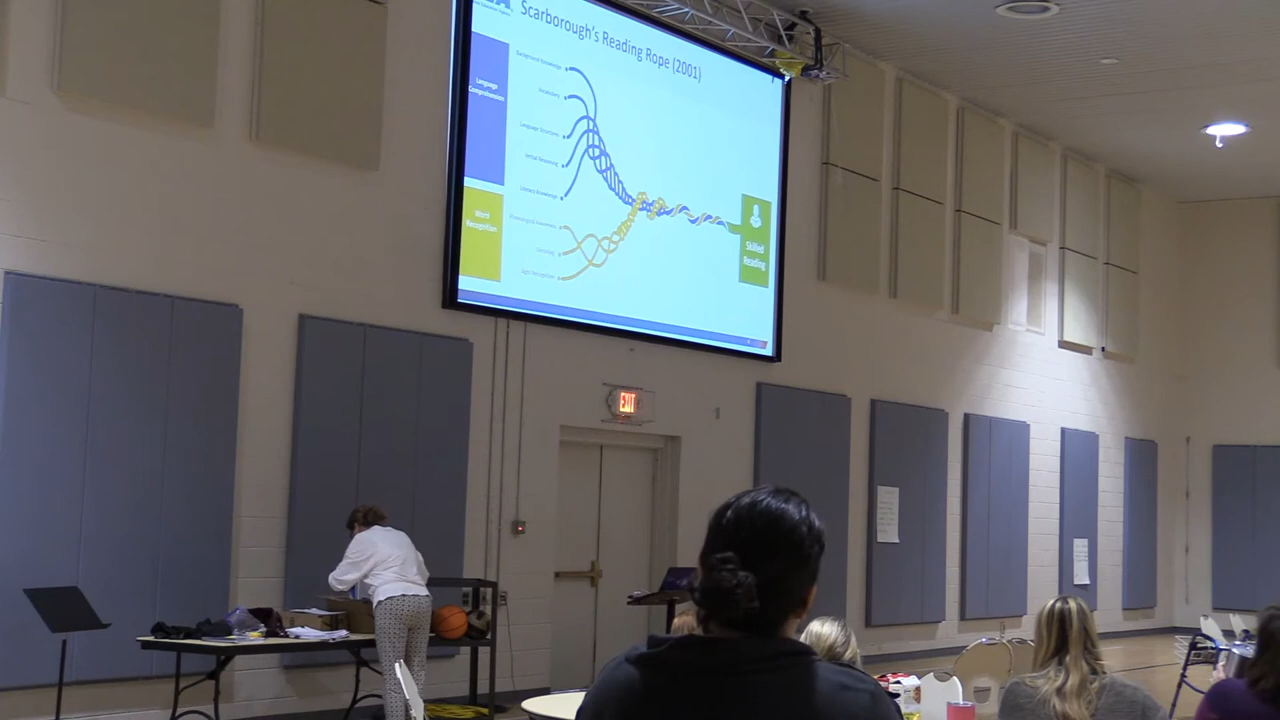 Scarborough's Reading Rope (2001)
Language
Comprehension
Background Knowledge
Vocabulary
Language Structures
Verbal Reasoning
Literacy Knowledge
Word
Recognition
Phonological Awareness
Decoding
Sight Recognition
Skilled
Reading
EXIT